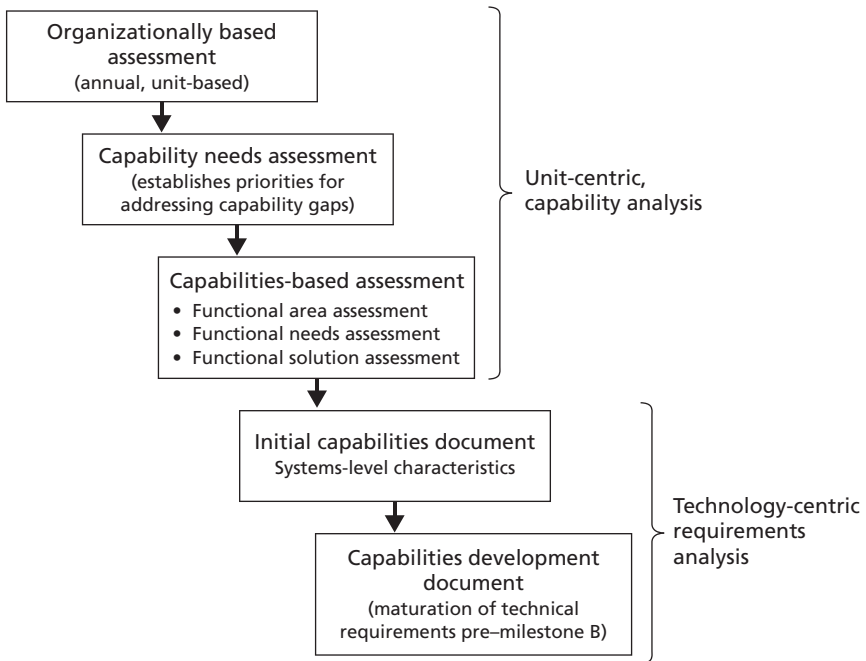 Organizationally based
assessment
(annual, unit-based)
Capability needs assessment
(establishes priorities for
addressing capability gaps)
Unit-centric,
capability analysis
Capabilities-based assessment
• Functional area assessment
• Functional needs assessment
• Functional solution assessment
Initial capabilities document
Systems-level characteristics
Technology-centric
requirements
analysis
Capabilities development
document
(maturation of technical
requirements pre–milestone B)